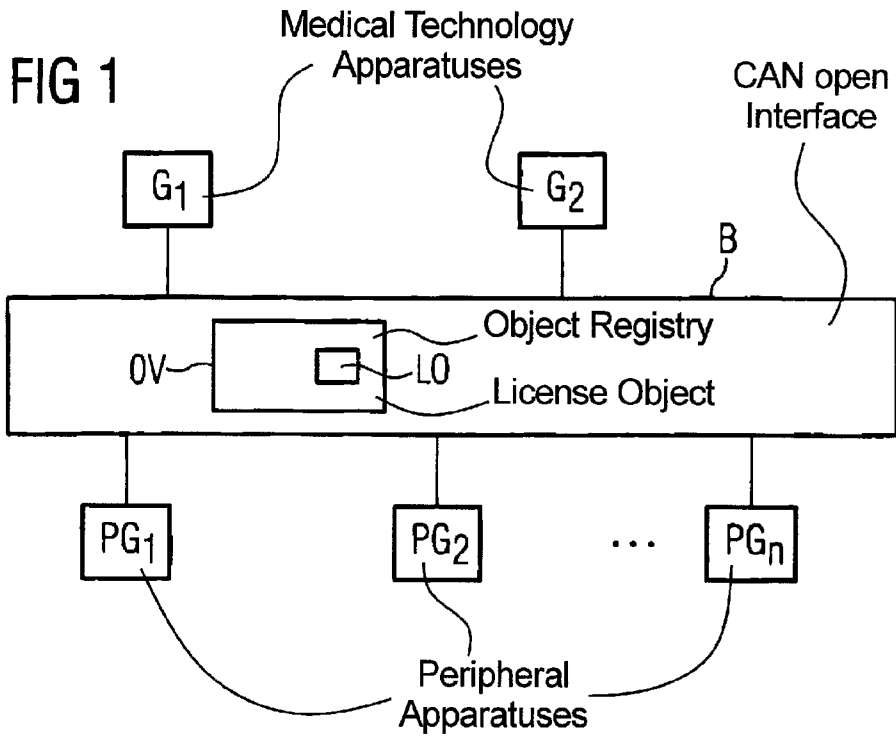 FIG 1
Medical Technology
Apparatuses
CAN open
Interface
G1
G2
B
Object Registry
OV
LO
License Object
PG1
PG2
...
PGn
Peripheral
Apparatuses